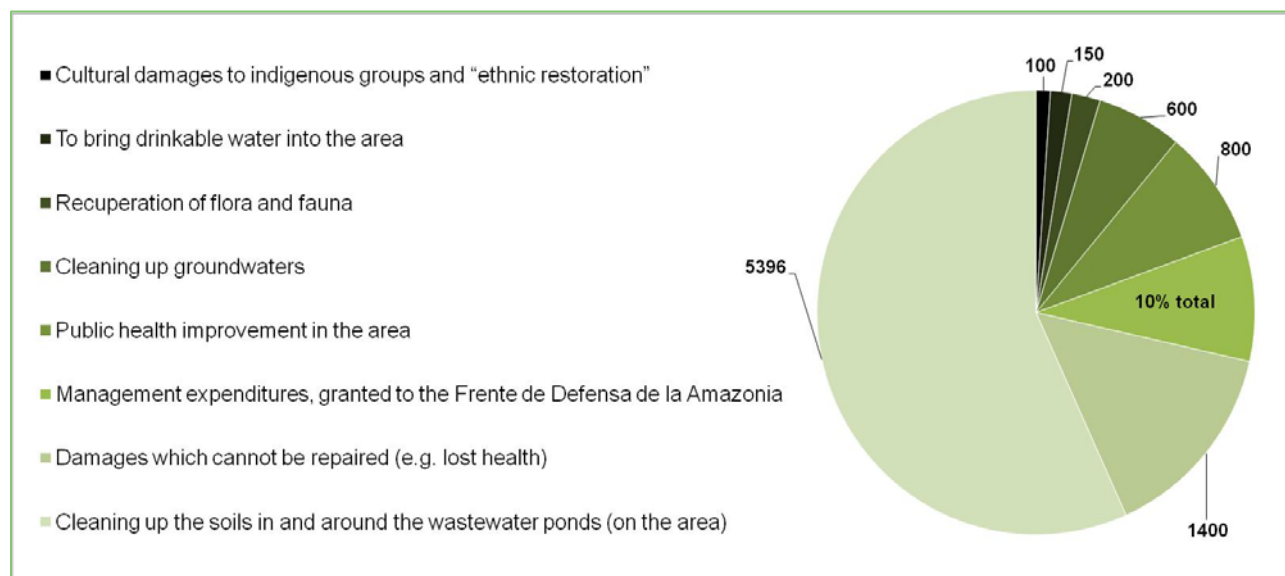 Cultural damages to indigenous groups and “ethnic restoration”
To bring drinkable water into the area
Recuperation of flora and fauna
Cleaning up groundwaters
Public health improvement in the area
Management expenditures, granted to the Frente de Defensa de la Amazonia
Damages which cannot be repaired (e.g. lost health)
Cleaning up the soils in and around the wastewater ponds (on the area)
100
150
200
600
800
10% total
1400
5396